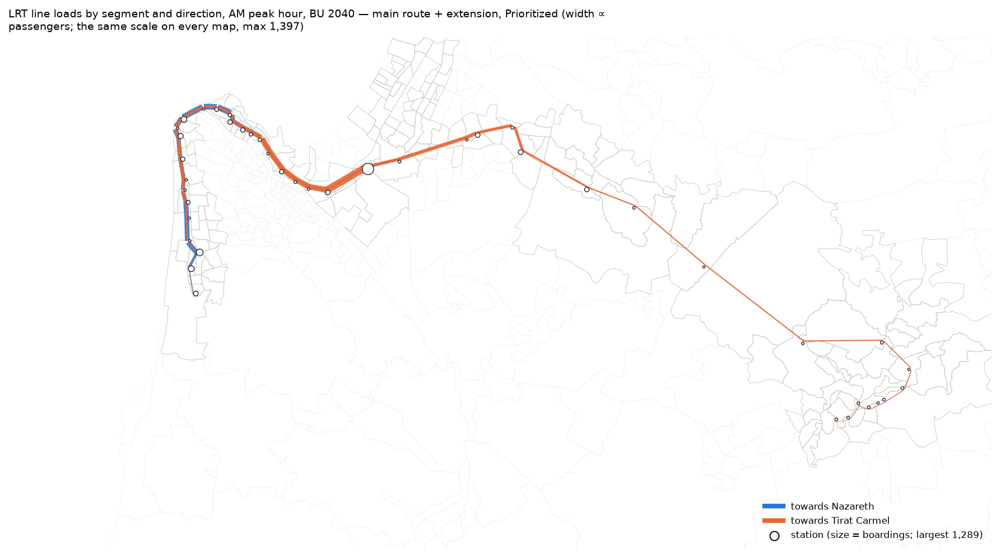 LRT line loads by segment and direction, AM peak hour, BU 2040 — main route + extension, Prioritized (width ∝
passengers; the same scale on every map, max 1,397)
towards Nazareth
towards Tirat Carmel
station (size = boardings; largest 1,289)